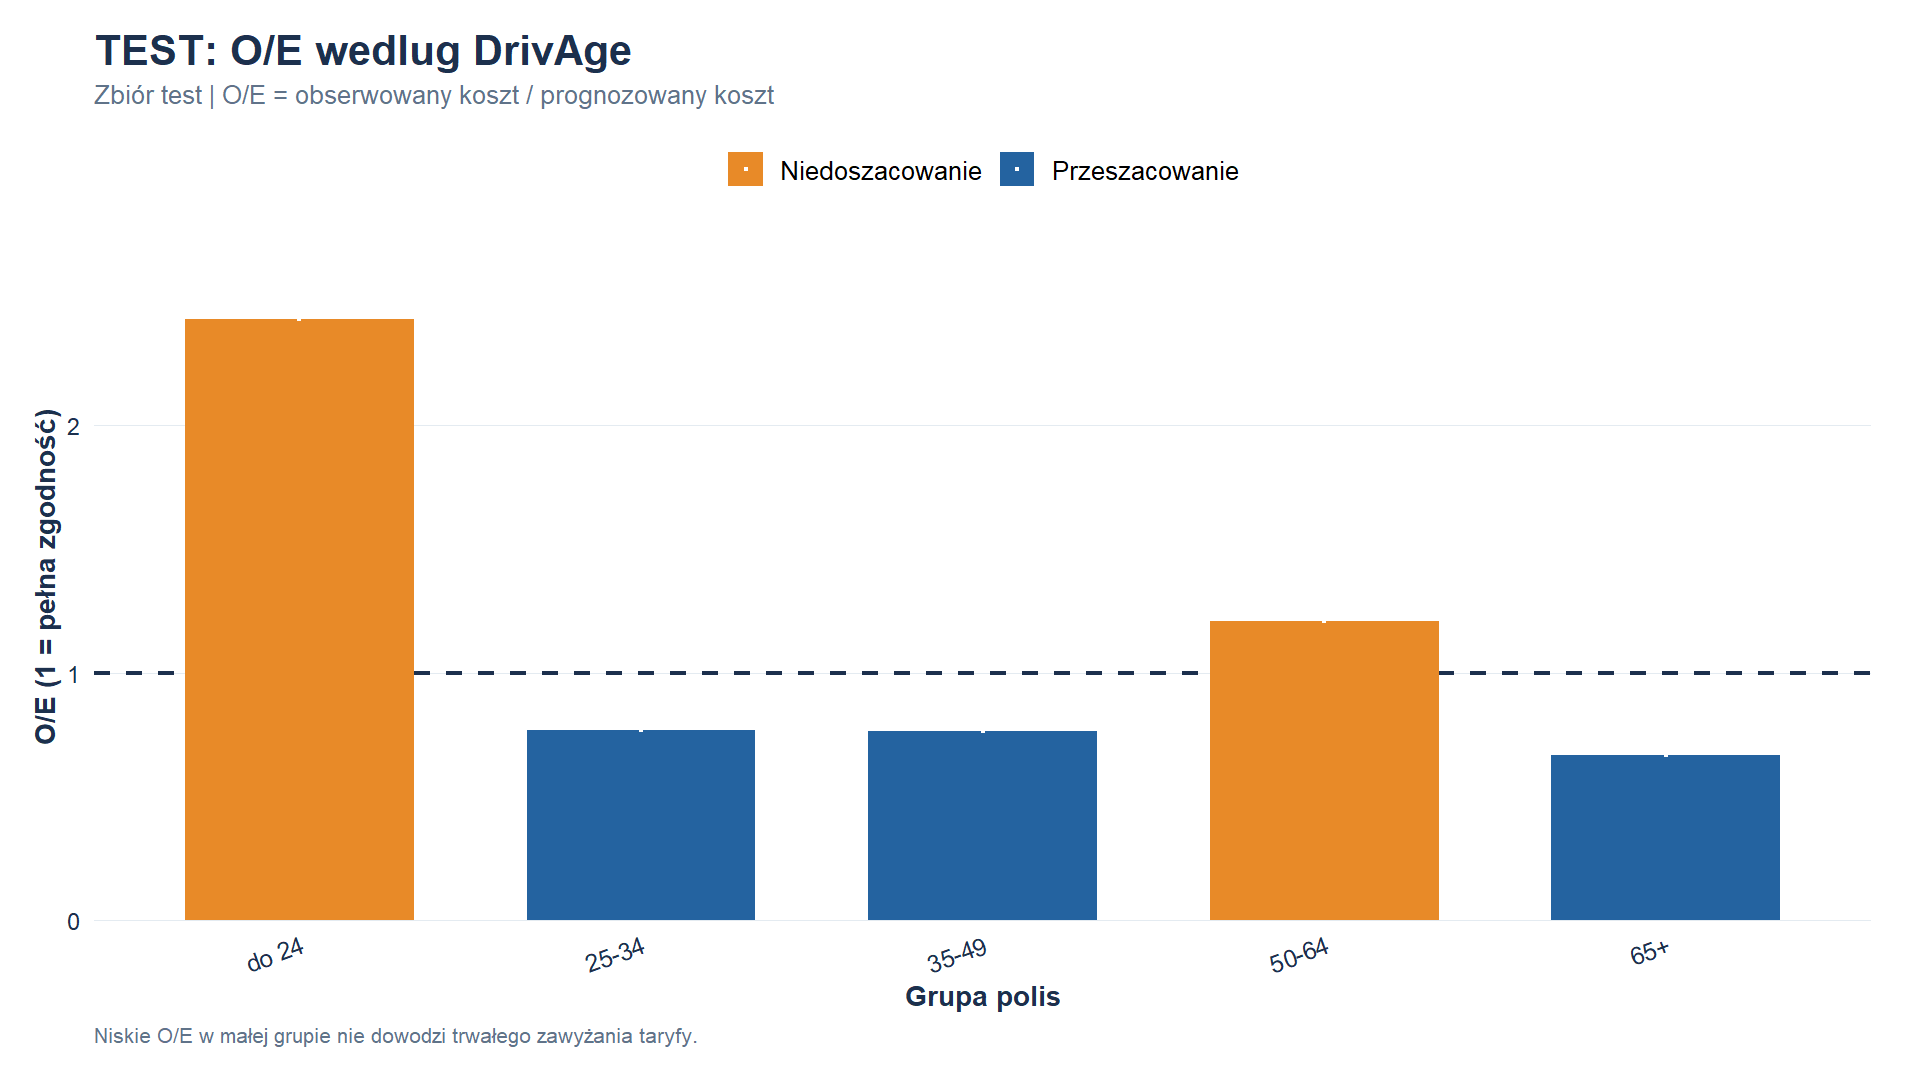 TEST: O/E wedlug DrivAge
Zbiór test | O/E = obserwowany koszt / prognozowany koszt
Niedoszacowanie
Przeszacowanie
O/E (1 = pełna zgodność)
2
1
0
do 24
25-34
35-49
50-64
65+
Grupa polis
Niskie O/E w małej grupie nie dowodzi trwałego zawyżania taryfy.